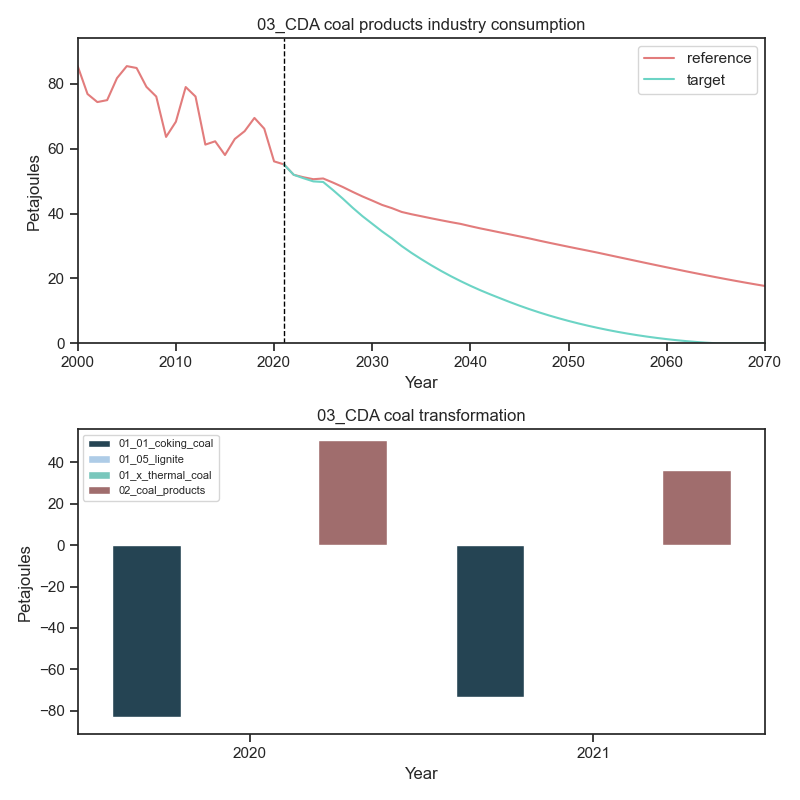 03_CDA coal products industry consumption
reference
target
Petajoules
80
60
40
20
0
2000 2010 2020 2030 2040 2050 2060 2070
Year
03_CDA coal transformation
01_01_coking_coal
01_05_lignite
01_x_thermal_coal
02_coal_products
Petajoules
40
20
0
−20
−40
−60
−80
2020 2021
Year